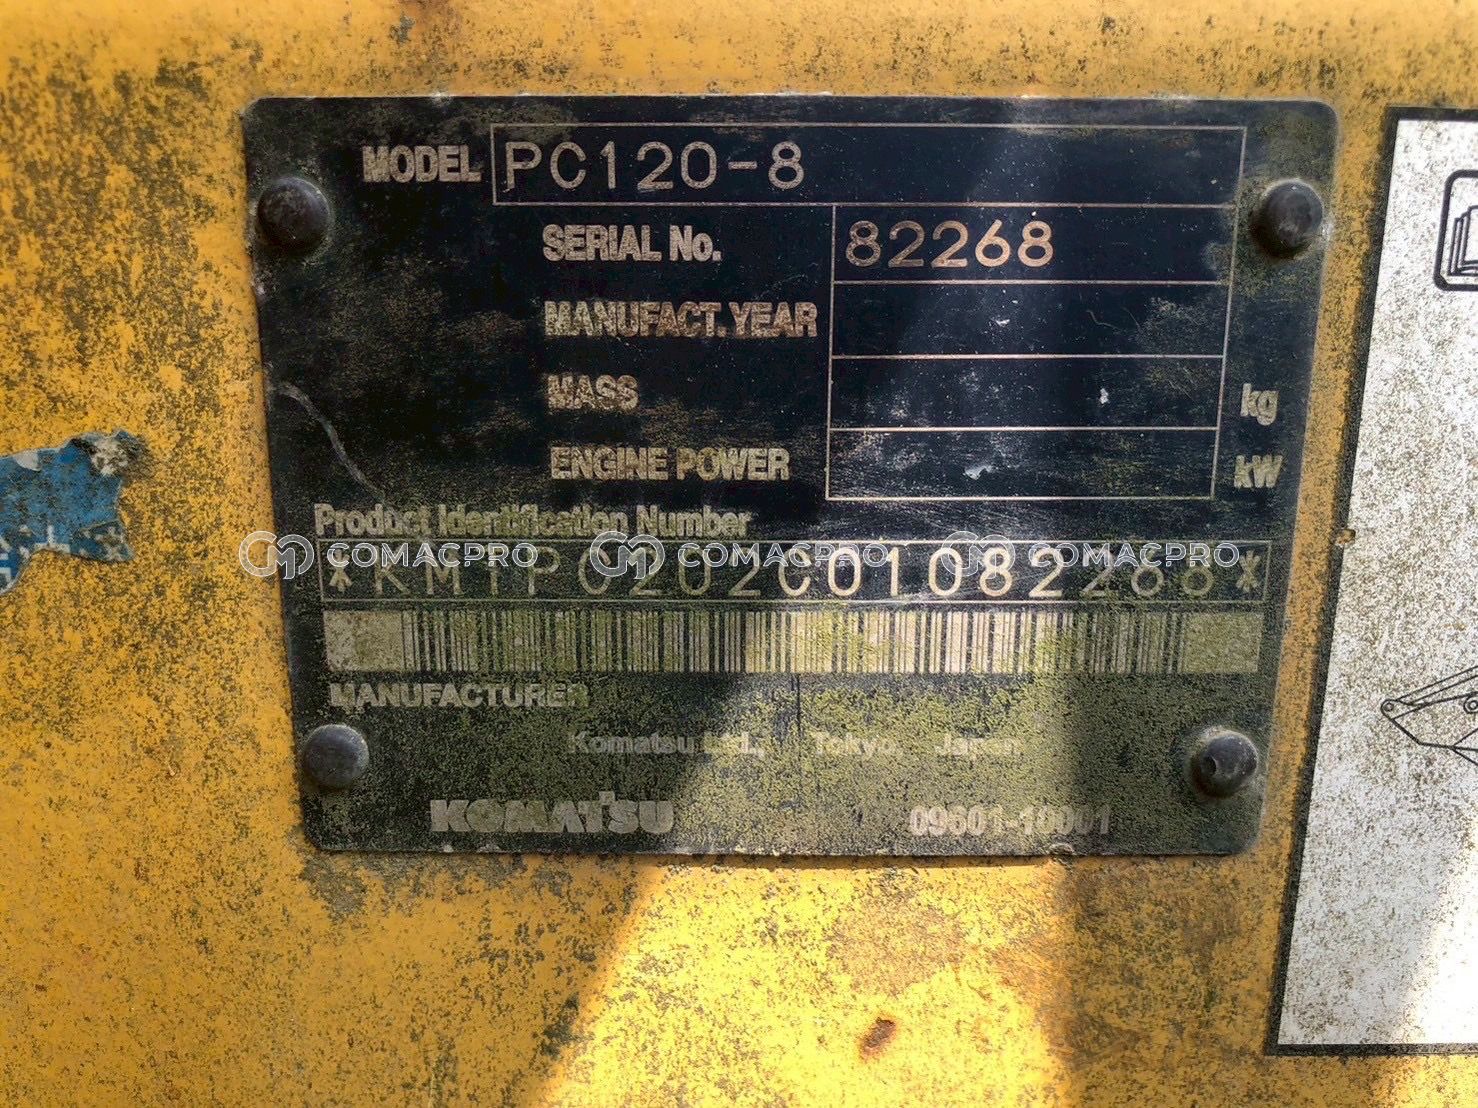 MODEL PC120-8
SERIAL No. 82268
MANUFACT.YEAR
MASS kg
ENGINE POWER kW
Product Identification Number
COMACPRO COMACPRO COMACPRO
*KMTPC202C01082268*
MANUFACTURER
Komatsu Ltd., Tokyo, Japan
KOMATSU 09601-10001